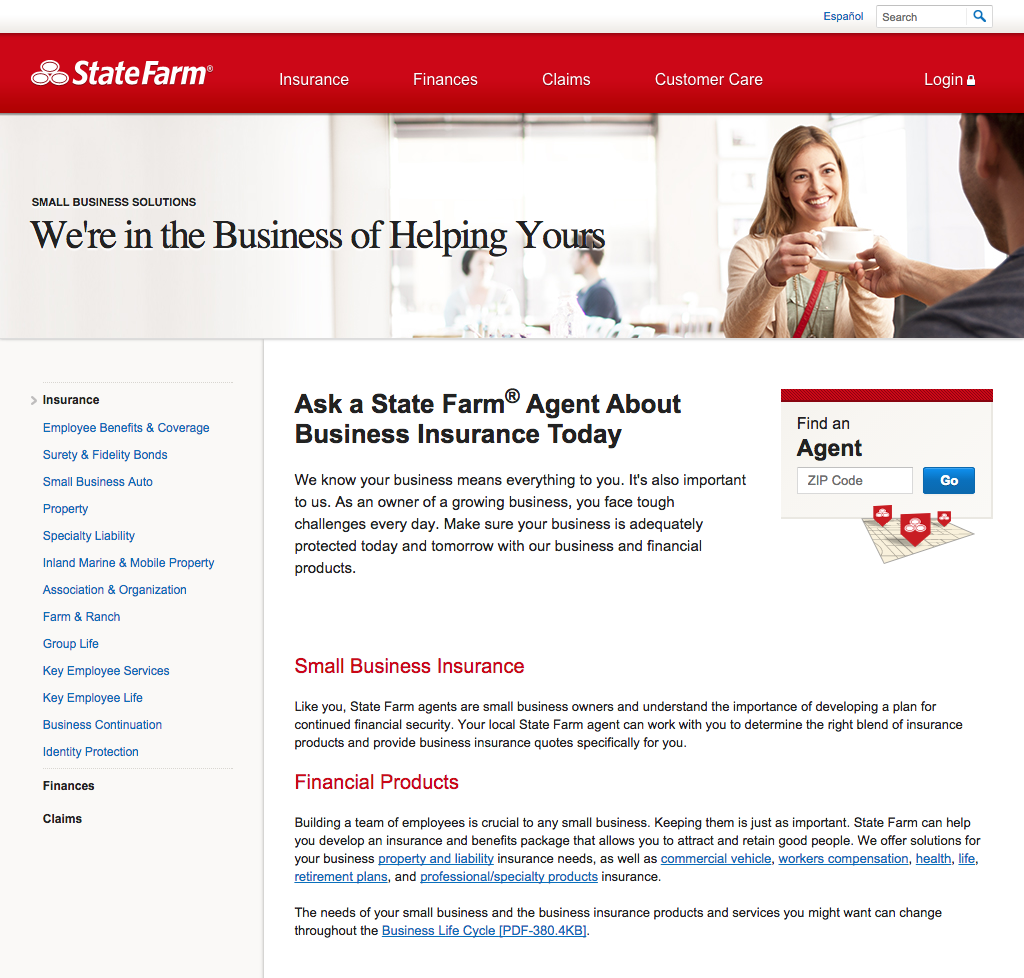 Español
Search
StateFarm®
Insurance
Finances
Claims
Customer Care
Login
SMALL BUSINESS SOLUTIONS
We're in the Business of Helping Yours
Insurance
Employee Benefits & Coverage
Surety & Fidelity Bonds
Small Business Auto
Property
Specialty Liability
Inland Marine & Mobile Property
Association & Organization
Farm & Ranch
Group Life
Key Employee Services
Key Employee Life
Business Continuation
Identity Protection
Finances
Claims
Ask a State Farm® Agent About
Business Insurance Today
We know your business means everything to you. It's also important
to us. As an owner of a growing business, you face tough
challenges every day. Make sure your business is adequately
protected today and tomorrow with our business and financial
products.
Find an
Agent
ZIP Code
Go
Small Business Insurance
Like you, State Farm agents are small business owners and understand the importance of developing a plan for
continued financial security. Your local State Farm agent can work with you to determine the right blend of insurance
products and provide business insurance quotes specifically for you.
Financial Products
Building a team of employees is crucial to any small business. Keeping them is just as important. State Farm can help
you develop an insurance and benefits package that allows you to attract and retain good people. We offer solutions for
your business property and liability insurance needs, as well as commercial vehicle, workers compensation, health, life,
retirement plans, and professional/specialty products insurance.
The needs of your small business and the business insurance products and services you might want can change
throughout the Business Life Cycle [PDF-380.4KB].